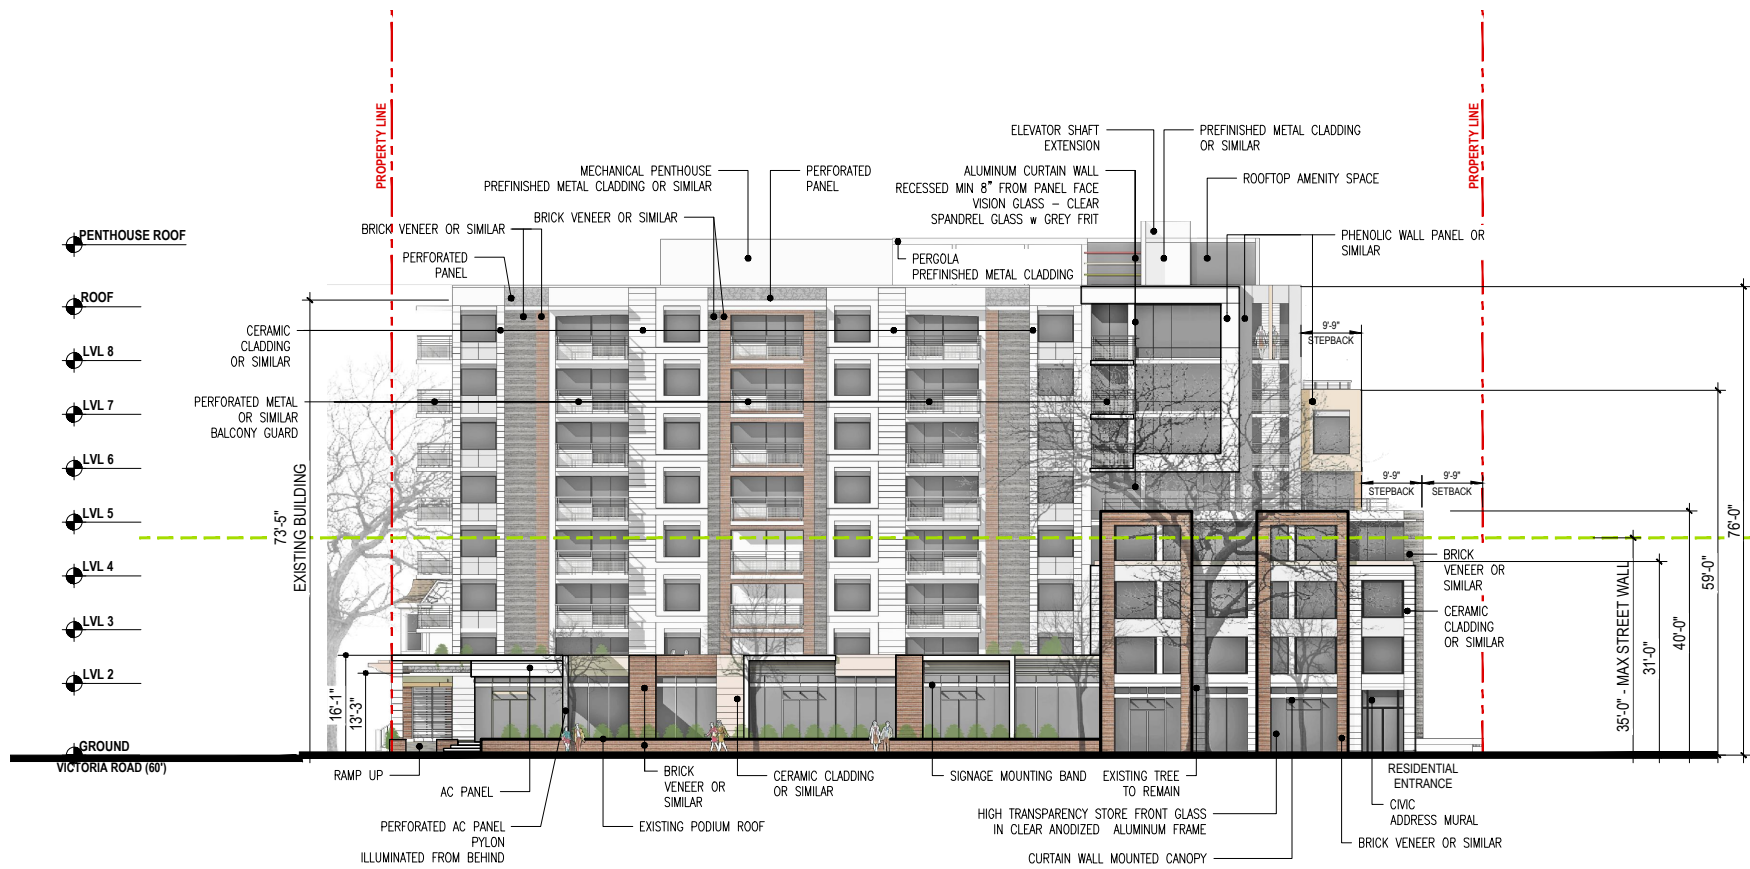 PROPERTY LINE
PROPERTY LINE
ELEVATOR SHAFT
EXTENSION
PREFINISHED METAL CLADDING
OR SIMILAR
MECHANICAL PENTHOUSE
PREFINISHED METAL CLADDING OR SIMILAR
PERFORATED
PANEL
ALUMINUM CURTAIN WALL
RECESSED MIN 8" FROM PANEL FACE
VISION GLASS – CLEAR
SPANDREL GLASS w GREY FRIT
ROOFTOP AMENITY SPACE
BRICK VENEER OR SIMILAR
BRICK VENEER OR SIMILAR
PERFORATED
PANEL
PERGOLA
PREFINISHED METAL CLADDING
PHENOLIC WALL PANEL OR
SIMILAR
PENTHOUSE ROOF
ROOF
LVL 8
LVL 7
LVL 6
LVL 5
LVL 4
LVL 3
LVL 2
GROUND
VICTORIA ROAD (60')
CERAMIC
CLADDING
OR SIMILAR
PERFORATED METAL
OR SIMILAR
BALCONY GUARD
73'-5"
EXISTING BUILDING
16'-1"
13'-3"
9'-9"
STEPBACK
9'-9"
STEPBACK
9'-9"
SETBACK
BRICK
VENEER OR
SIMILAR
CERAMIC
CLADDING
OR SIMILAR
35'-0" - MAX STREET WALL
31'-0"
40'-0"
59'-0"
76'-0"
RAMP UP
AC PANEL
PERFORATED AC PANEL
PYLON
ILLUMINATED FROM BEHIND
BRICK
VENEER OR
SIMILAR
EXISTING PODIUM ROOF
CERAMIC CLADDING
OR SIMILAR
SIGNAGE MOUNTING BAND
EXISTING TREE
TO REMAIN
HIGH TRANSPARENCY STORE FRONT GLASS
IN CLEAR ANODIZED ALUMINUM FRAME
CURTAIN WALL MOUNTED CANOPY
RESIDENTIAL
ENTRANCE
CIVIC
ADDRESS MURAL
BRICK VENEER OR SIMILAR